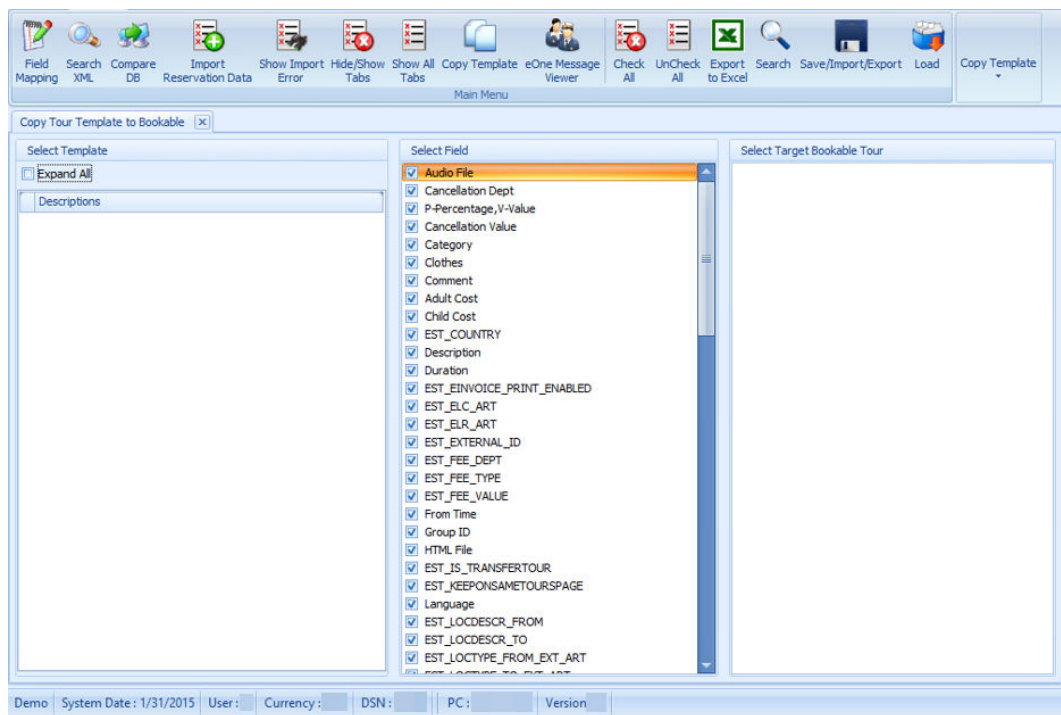 Field Mapping
Search XML
Compare DB
Import Reservation Data
Show Import Error
Hide/Show Tabs
Show All Tabs
Copy Template
eOne Message Viewer
Check All
UnCheck All
Export to Excel
Search
Save/Import/Export
Load
Copy Template
Main Menu
Copy Tour Template to Bookable
Select Template
Expand All
Descriptions
Select Field
Audio File
Cancellation Dept
P-Percentage,V-Value
Cancellation Value
Category
Clothes
Comment
Adult Cost
Child Cost
EST_COUNTRY
Description
Duration
EST_EINVOICE_PRINT_ENABLED
EST_ELC_ART
EST_ELR_ART
EST_EXTERNAL_ID
EST_FEE_DEPT
EST_FEE_TYPE
EST_FEE_VALUE
From Time
Group ID
HTML File
EST_IS_TRANSFERTOUR
EST_KEEPONSAMETOURSPAGE
Language
EST_LOCDESCR_FROM
EST_LOCDESCR_TO
EST_LOCTYPE_FROM_EXT_ART
EST_LOCTYPE_TO_EXT_ART
Select Target Bookable Tour
Demo System Date : 1/31/2015 User : Currency : DSN : PC : Version